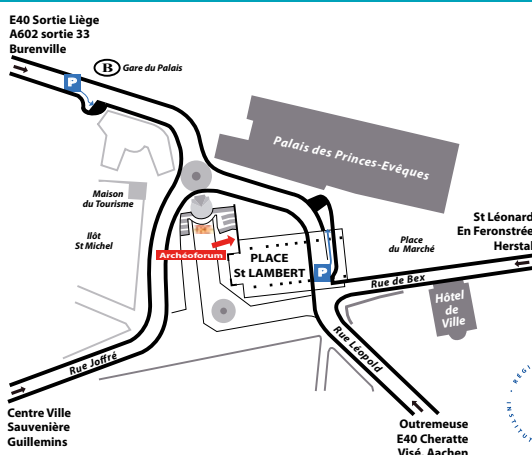 E40 Sortie Liège
A602 sortie 33
Burenville
P
B
Gare du Palais
Palais des Princes-Evêques
Maison
du Tourisme
Ilôt
St Michel
Archéoforum
PLACE
St LAMBERT
P
Place
du Marché
St Léonard
En Feronstrée
Herstal
Rue de Bex
Hôtel
de
Ville
Rue Joffré
Rue Léopold
Centre Ville
Sauvenière
Guillemins
Outremeuse
E40 Cheratte
Visé, Aachen